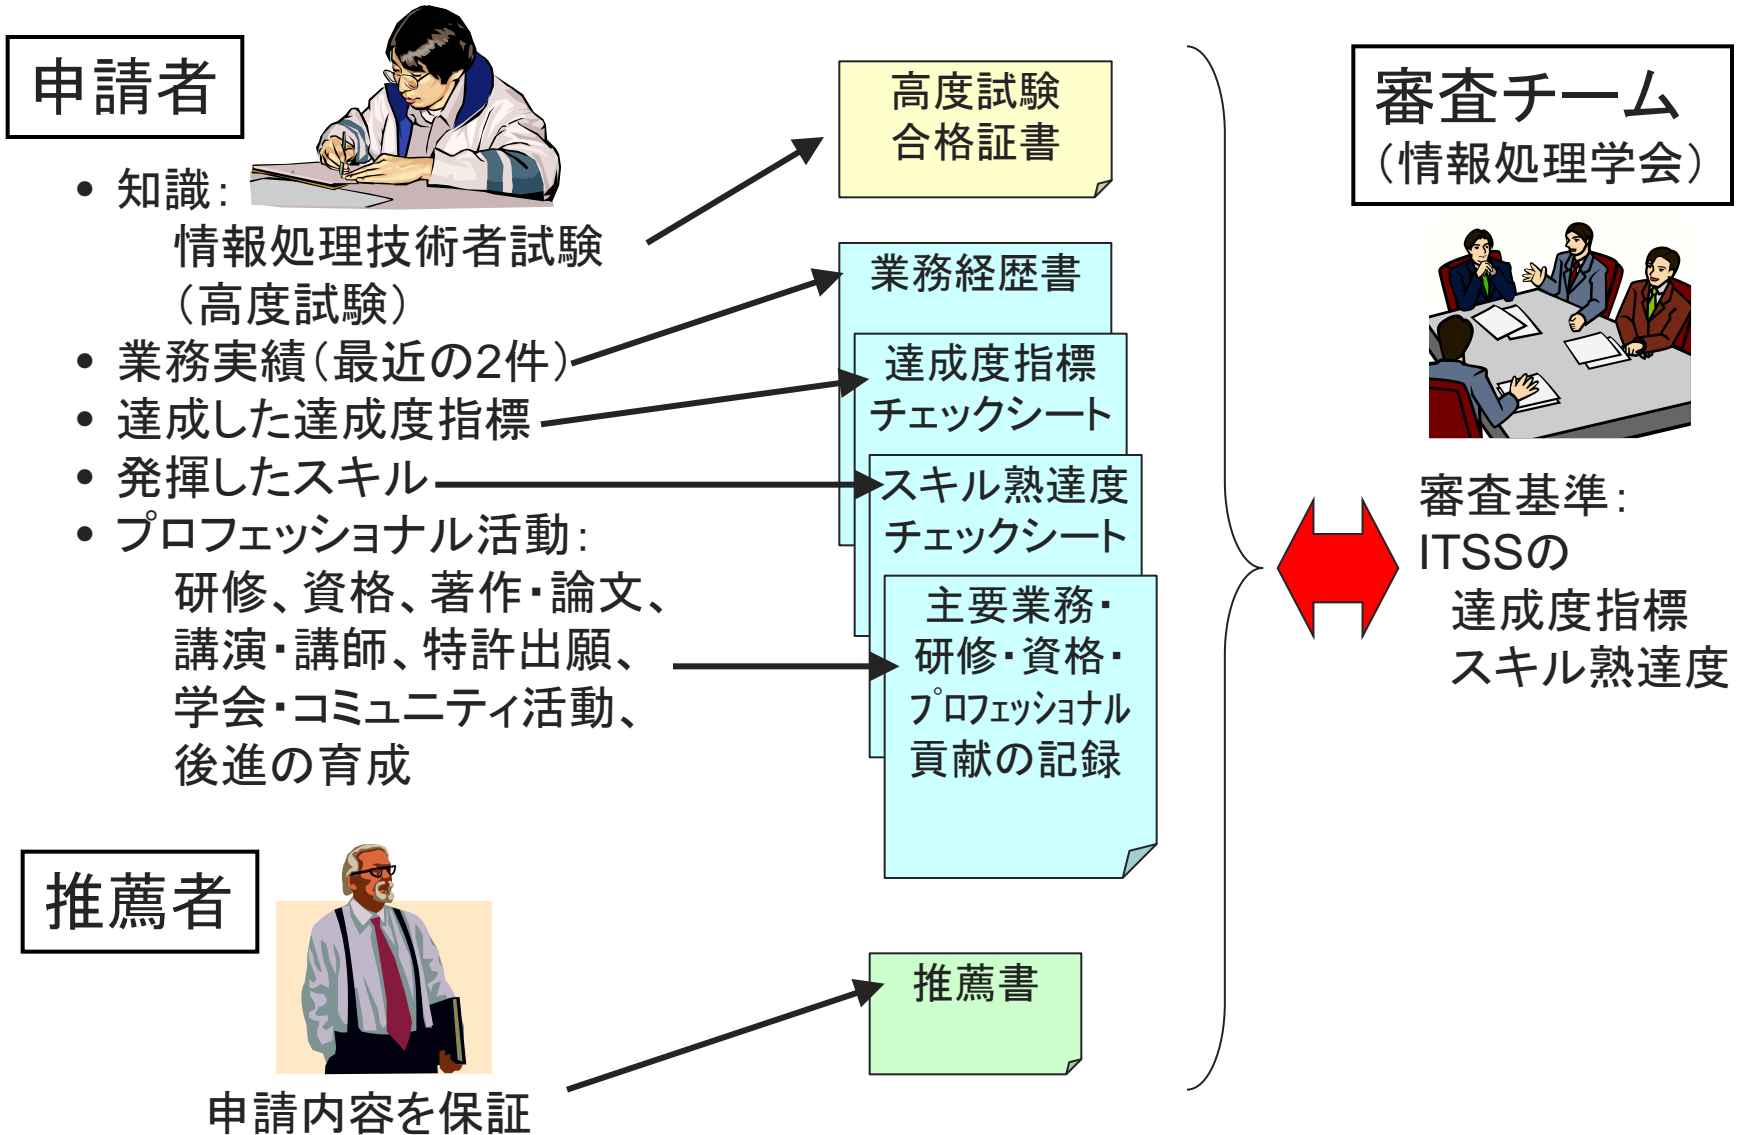 申請者
• 知識：
情報処理技術者試験
（高度試験）
• 業務実績（最近の2件）
• 達成した達成度指標
• 発揮したスキル
• プロフェッショナル活動：
研修、資格、著作・論文、
講演・講師、特許出願、
学会・コミュニティ活動、
後進の育成
推薦者
申請内容を保証
高度試験
合格証書
業務経歴書
達成度指標
チェックシート
スキル熟達度
チェックシート
主要業務・
研修・資格・
プロフェッショナル
貢献の記録
推薦書
審査チーム
（情報処理学会）
審査基準：
ITSSの
達成度指標
スキル熟達度